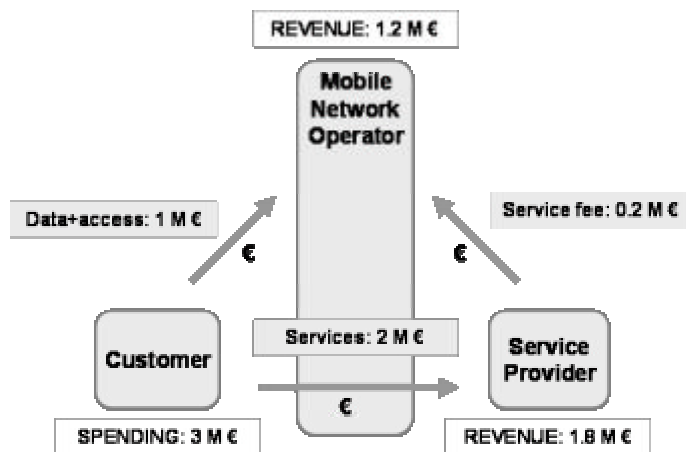 REVENUE: 1.2 M €
Mobile
Network
Operator
Data+access: 1 M €
Service fee: 0.2 M €
€
€
Services: 2 M €
Customer
Service
Provider
€
SPENDING: 3 M €
REVENUE: 1.8 M €